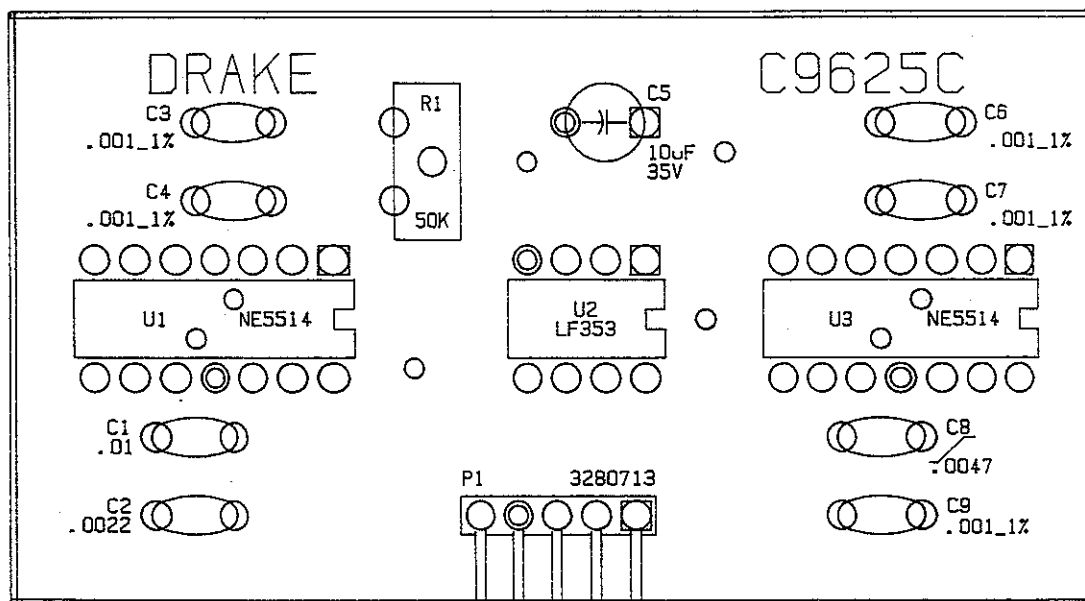 DRAKE
C9625C
C3
.001_1%
R1
C5
C6
.001_1%
10uF
35V
C4
.001_1%
50K
C7
.001_1%
U1 NE5514
U2
LF353
U3 NE5514
C1
.01
C8
.0047
P1 3280713
C2
.0022
C9
.001_1%